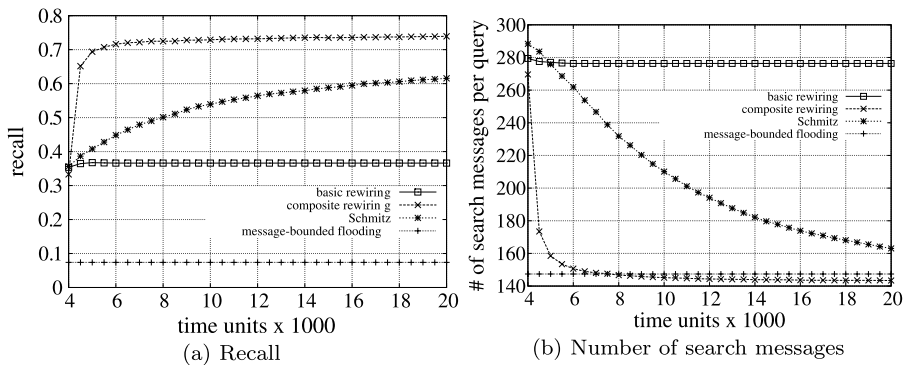 0.8
0.7
0.6
0.5
0.4
0.3
0.2
0.1
0
recall
basic rewiring
composite rewirin g
Schmitz
message-bounded flooding
4 6 8 10 12 14 16 18 20
time units x 1000
(a) Recall
300
280
260
240
220
200
180
160
140
# of search messages per query
basic rewiring
composite rewiring
Schmitz
message-bounded flooding
4 6 8 10 12 14 16 18 20
time units x 1000
(b) Number of search messages